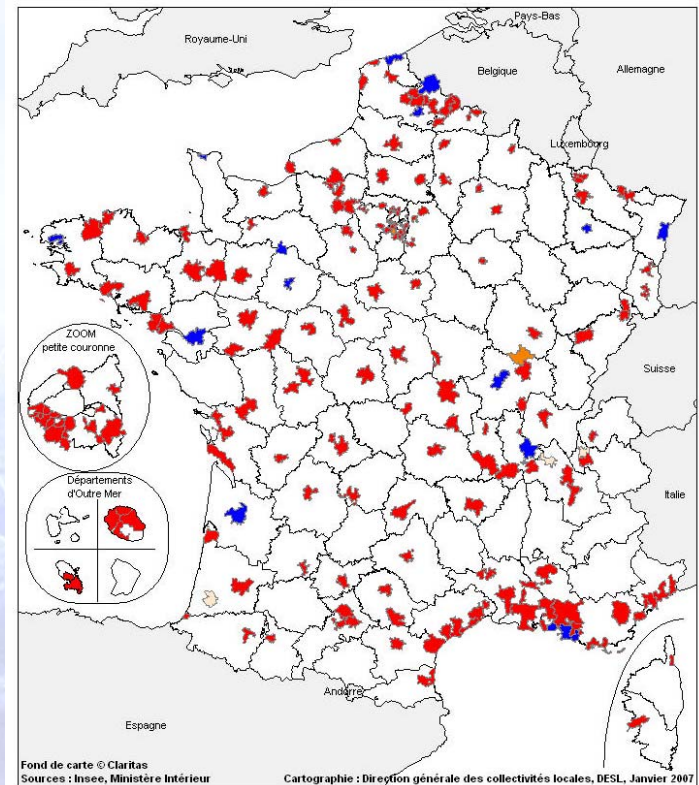 Pays-Bas
Royaume-Uni
Belgique
Allemagne
Luxembourg
ZOOM
petite couronne
Suisse
Départements
d'Outre Mer
Italie
Andorre
Espagne
Fond de carte © Claritas
Sources : Insee, Ministère Intérieur
Cartographie : Direction générale des collectivités locales, DESL, Janvier 2007